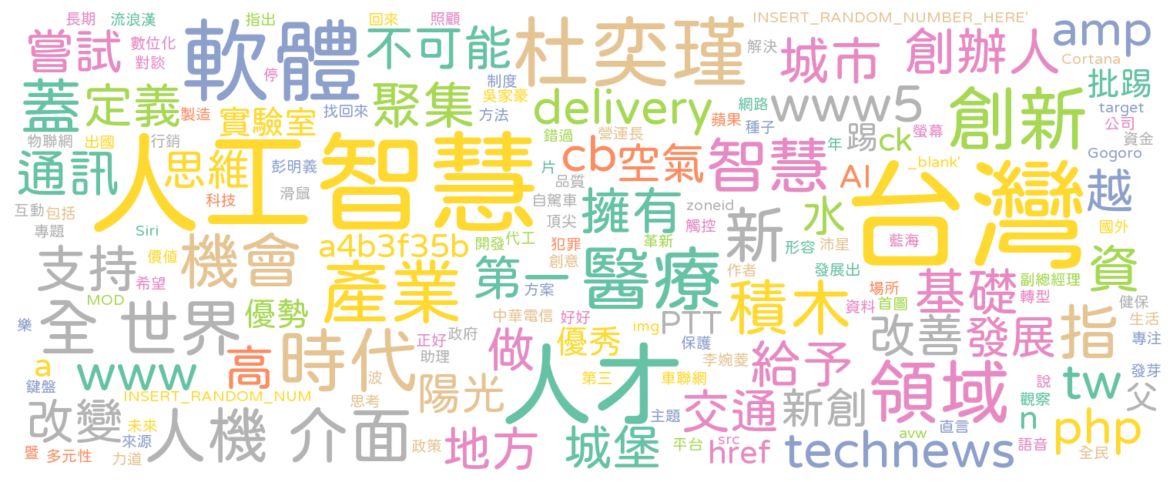 長期 流浪漢 指出 回來 照顧 INSERT_RANDOM_NUMBER_HERE' amp
嘗試 數位化 對談 軟體 不可能 杜奕瑾 解決 城市 創辦人 Cortana
蓋 定義 製造 實驗室 停 找回來 聚集 制度 吳家豪 方法 delivery 網路 蘋果 種子 www5 創新 批踢 target 公司
物聯網 出國 行銷 錯過 營運長 年 踢 ck 螢幕 資金
通訊 思維 彭明義 人工智慧 cb 空氣 智慧 AI _blank' 台灣 Gogoro
科技 滑鼠 片 品質 自駕車 擁有 zoneid 越
互動 包括 專題 Siri 頂尖 觸控 新 水 藍海 國外
支持 價值 希望 機會 a4b3f35b 開發 代工 犯罪 創意 革新 形容 沛星 作者 發展出
MOD 產業 第一 方案 醫療 積木 資料 場所 首圖 基礎 副總經理 轉型 資 健保
樂 全 世界 優勢 中華電信 好好 img PTT 保護 改善 發展 指 生活 專注
a www 高 時代 正好 政府 助理 做 優秀 李婉菱 給予 領域 tw 發芽
鍵盤 INSERT_RANDOM_NUM 波 思考 陽光 第三 人才 車聯網 說 觀察 父
改變 未來 來源 人機 介面 主題 交通 新創 n php
暨 多元性 力道 政策 地方 城堡 平台 src href avw 直言 technews 語音 全民